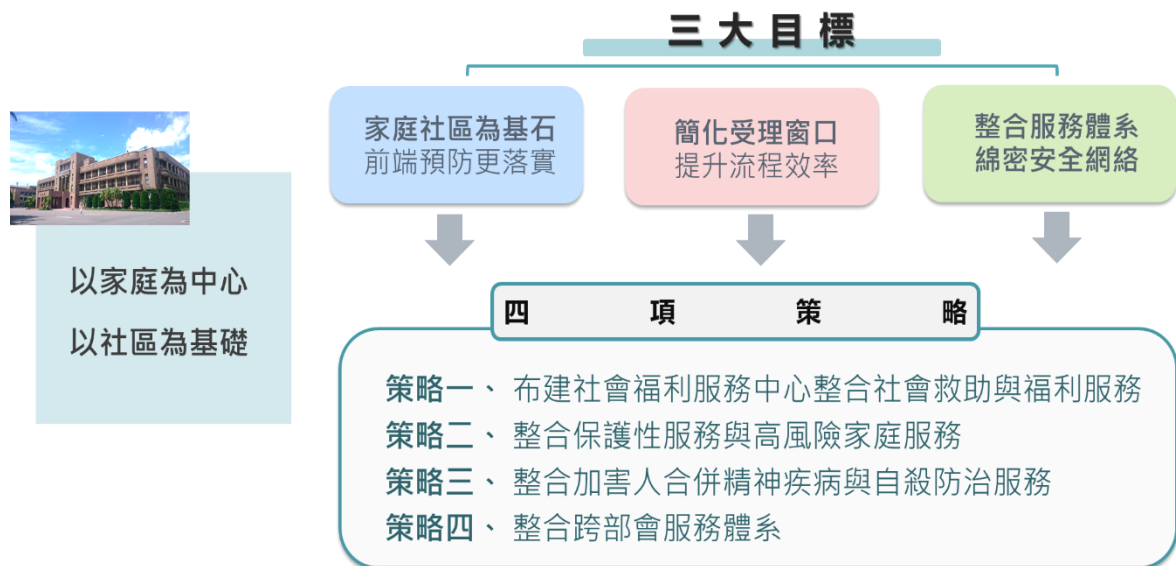 三大目標
家庭社區為基石
前端預防更落實
簡化受理窗口
提升流程效率
整合服務體系
綿密安全網絡
以家庭為中心
以社區為基礎
四項策略
策略一、布建社會福利服務中心整合社會救助與福利服務
策略二、整合保護性服務與高風險家庭服務
策略三、整合加害人合併精神疾病與自殺防治服務
策略四、整合跨部會服務體系